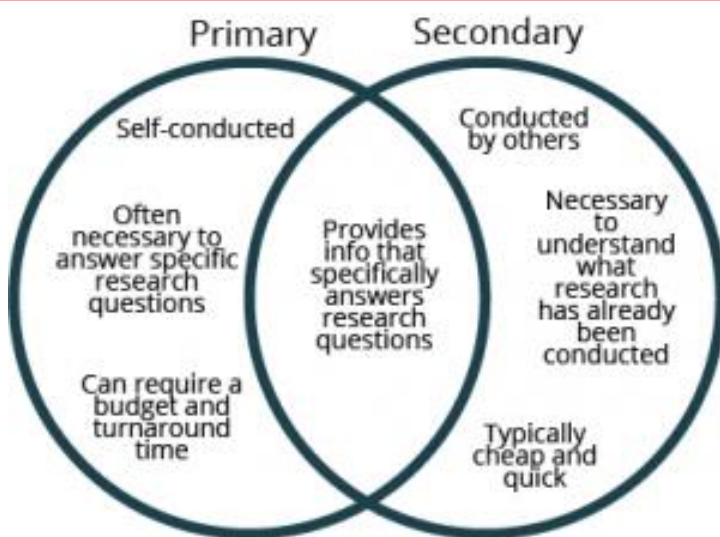 Primary
Secondary
Self-conducted
Often
necessary to
answer specific
research
questions
Can require a
budget and
turnaround
time
Provides
info that
specifically
answers
research
questions
Conducted
by others
Necessary
to
understand
what
research
has already
been
conducted
Typically
cheap and
quick